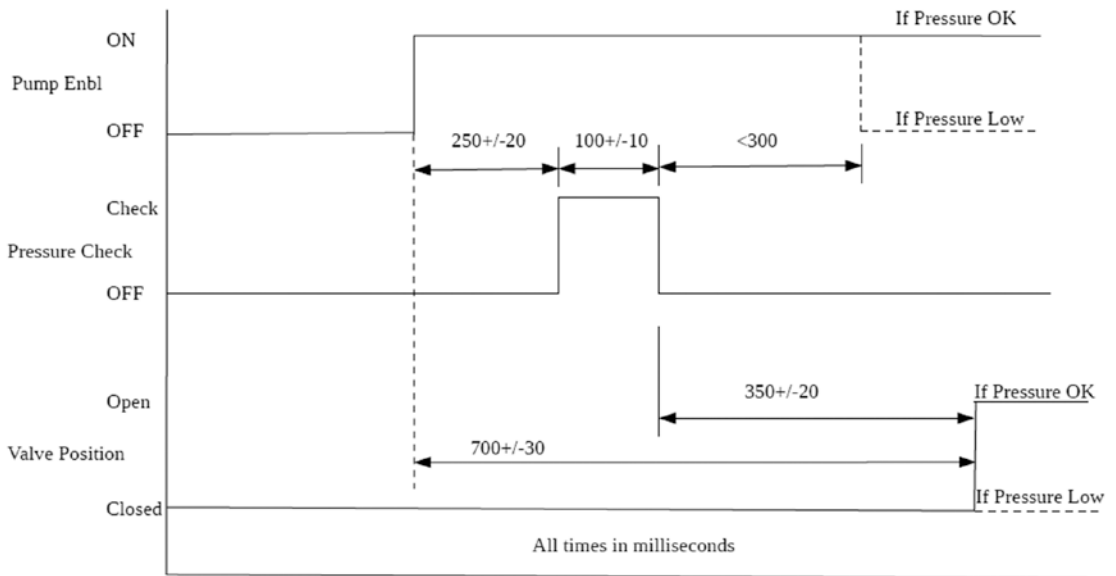 If Pressure OK
ON
Pump Enbl
If Pressure Low
OFF
250+/-20
100+/-10
<300
Check
Pressure Check
OFF
350+/-20
If Pressure OK
Open
700+/-30
Valve Position
If Pressure Low
Closed
All times in milliseconds